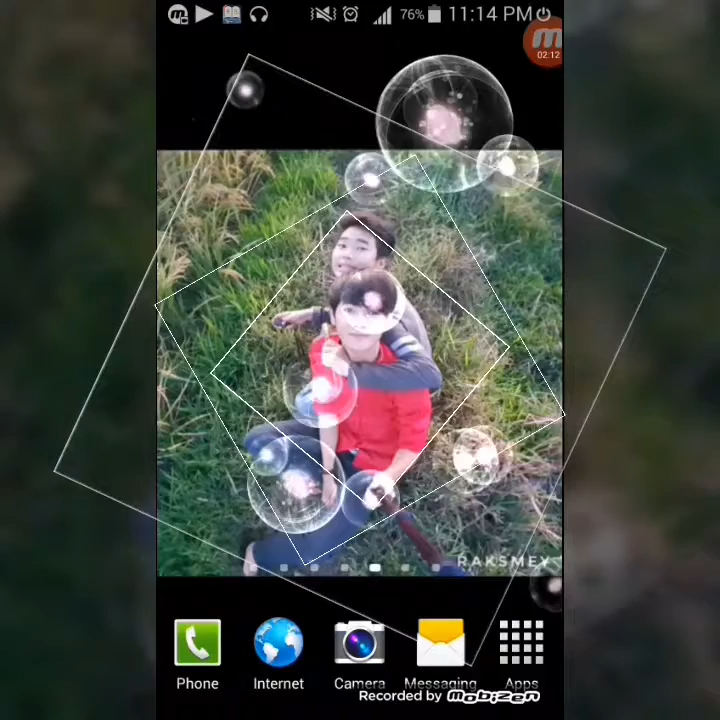 76% 11:14 PM
02:12
RAKSMEY
Phone Internet Camera Messaging Apps
Recorded by mobizen